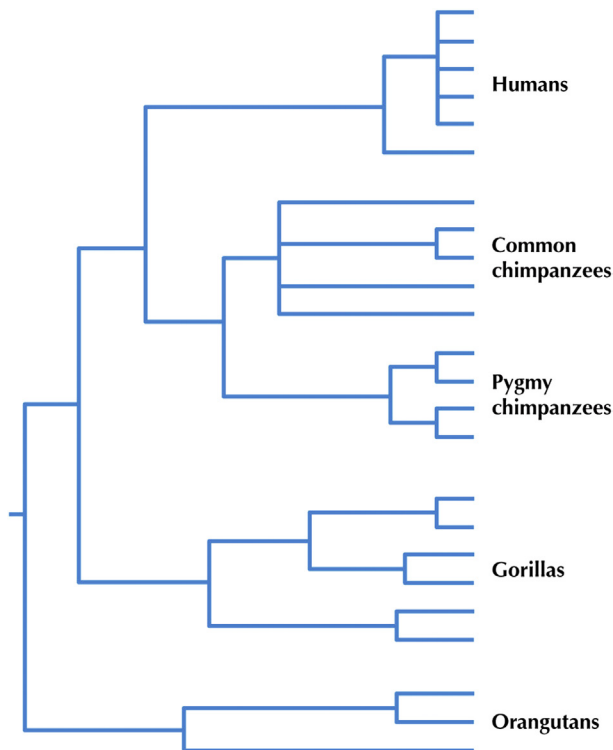 Humans
Common
chimpanzees
Pygmy
chimpanzees
Gorillas
Orangutans